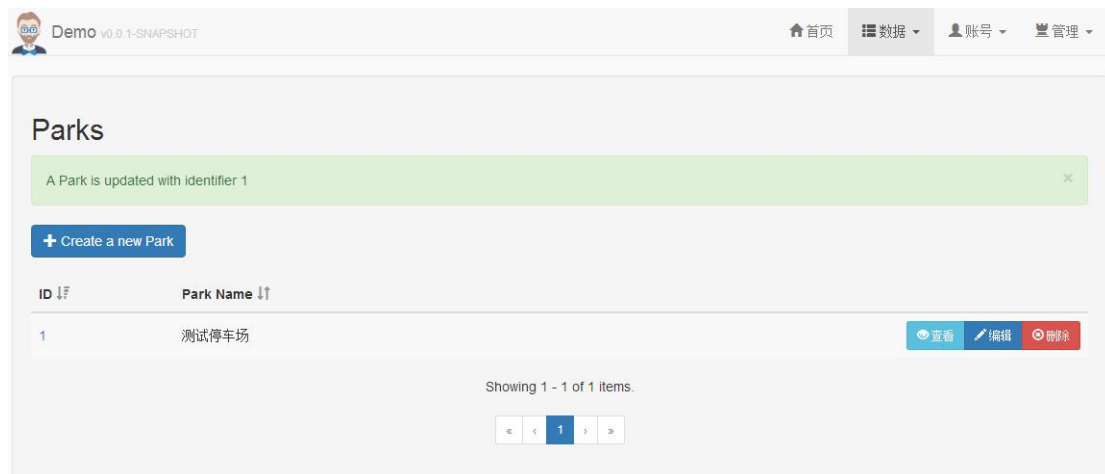 Demo v0.0.1-SNAPSHOT 首页 数据 账号 管理
Parks
A Park is updated with identifier 1 ×
+ Create a new Park
ID Park Name
1 测试停车场 查看 编辑 删除
Showing 1 - 1 of 1 items.
« ‹ 1 › »